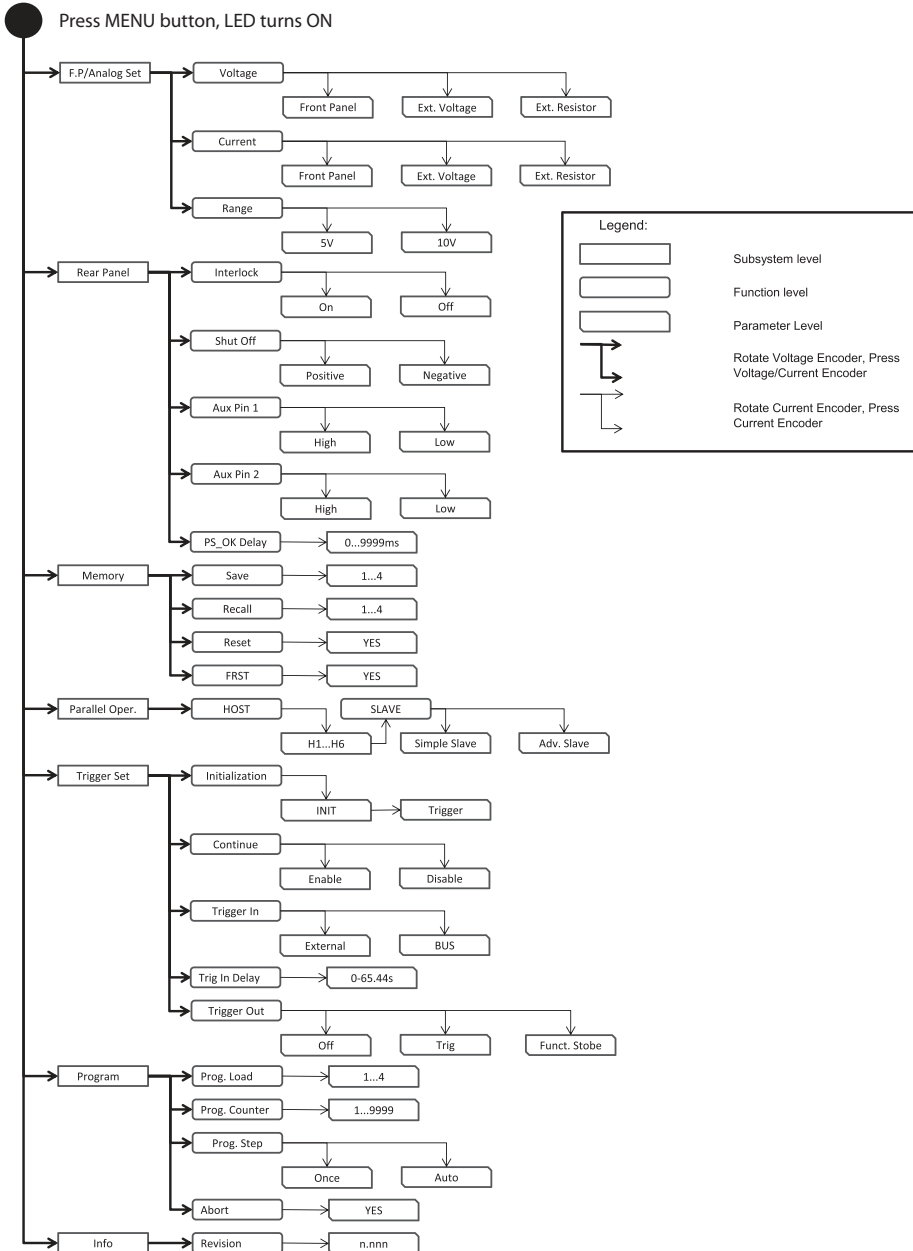 Press MENU button, LED turns ON
F.P/Analog Set
Voltage
Front Panel
Ext. Voltage
Ext. Resistor
Current
Front Panel
Ext. Voltage
Ext. Resistor
Range
5V
10V
Legend:
Subsystem level
Function level
Parameter Level
Rotate Voltage Encoder, Press
Voltage/Current Encoder
Rotate Current Encoder, Press
Current Encoder
Rear Panel
Interlock
On
Off
Shut Off
Positive
Negative
Aux Pin 1
High
Low
Aux Pin 2
High
Low
PS_OK Delay
0...9999ms
Memory
Save
1...4
Recall
1...4
Reset
YES
FRST
YES
Parallel Oper.
HOST
SLAVE
H1...H6
Simple Slave
Adv. Slave
Trigger Set
Initialization
INIT
Trigger
Continue
Enable
Disable
Trigger In
External
BUS
Trig In Delay
0-65.44s
Trigger Out
Off
Trig
Funct. Stobe
Program
Prog. Load
1...4
Prog. Counter
1...9999
Prog. Step
Once
Auto
Abort
YES
Info
Revision
n.nnn